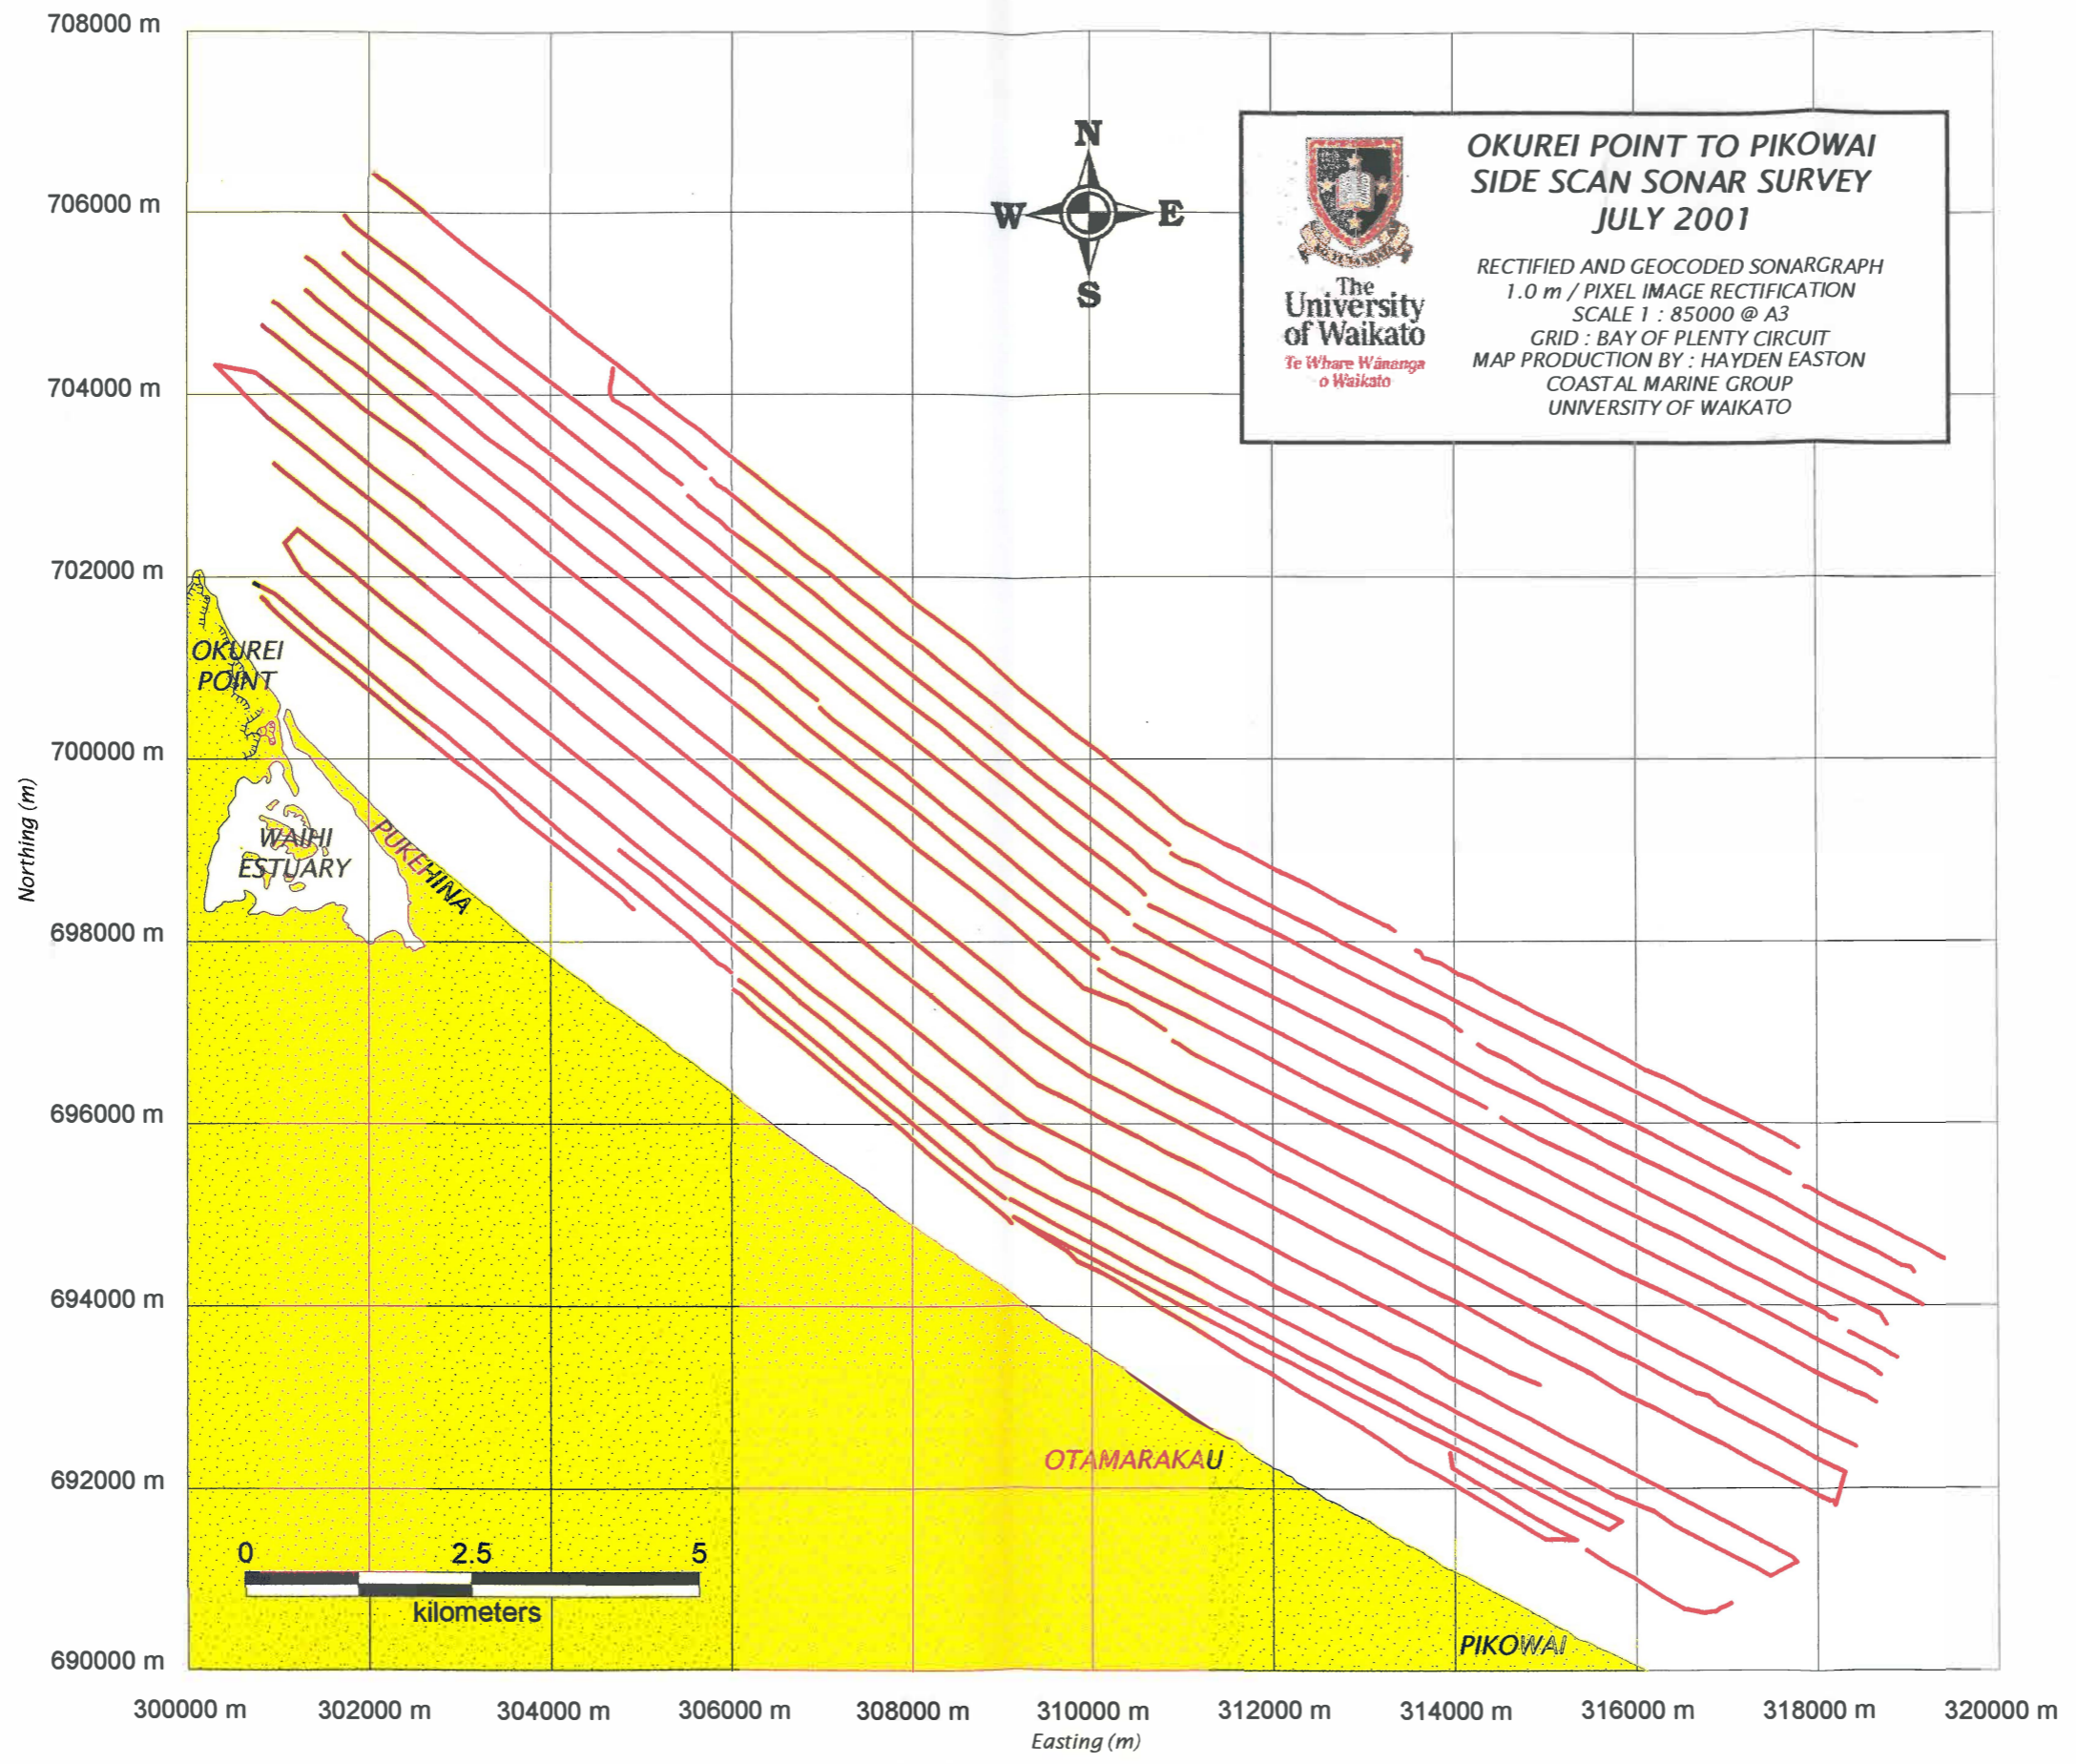 708000 m
706000 m
704000 m
702000 m
700000 m
698000 m
696000 m
694000 m
692000 m
690000 m
Northing (m)
N
W E
S
The
University
of Waikato
Te Whare Wānanga
o Waikato
OKUREI POINT TO PIKOWAI
SIDE SCAN SONAR SURVEY
JULY 2001
RECTIFIED AND GEOCODED SONARGRAPH
1.0 m / PIXEL IMAGE RECTIFICATION
SCALE 1 : 85000 @ A3
GRID : BAY OF PLENTY CIRCUIT
MAP PRODUCTION BY : HAYDEN EASTON
COASTAL MARINE GROUP
UNIVERSITY OF WAIKATO
OKUREI
POINT
WAIHI
ESTUARY
PUKEHINA
OTAMARAKAU
PIKOWAI
0 2.5 5
kilometers
300000 m 302000 m 304000 m 306000 m 308000 m 310000 m 312000 m 314000 m 316000 m 318000 m 320000 m
Easting (m)